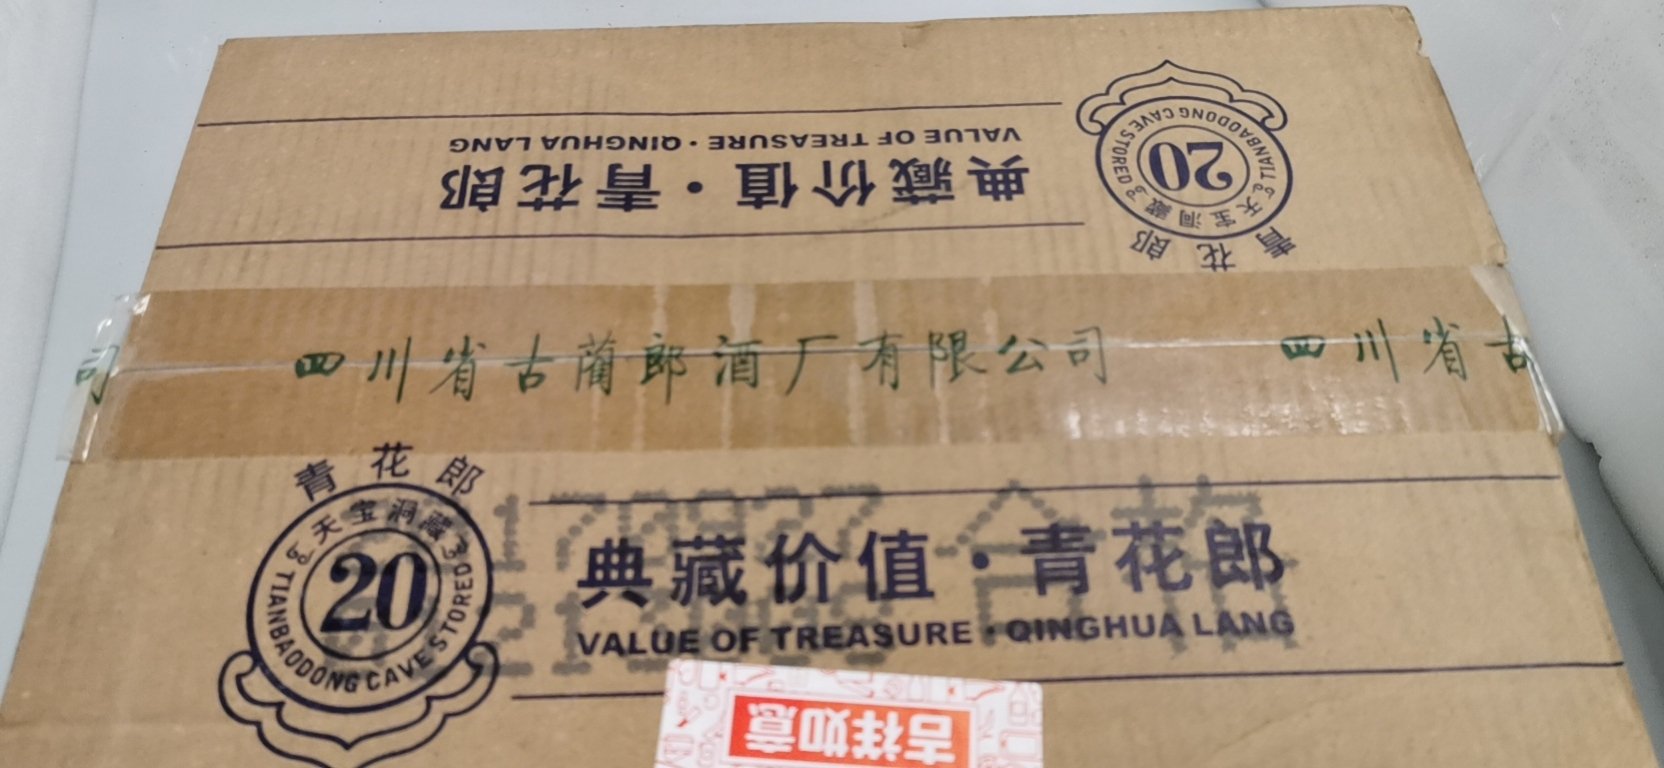 VALUE OF TREASURE · QINGHUA LANG
典藏价值·青花郎
TIANBAODONG CAVE STORED
20
天宝洞藏
青花郎
司 四川省古蔺郎酒厂有限公司 四川省古
青花郎
天宝洞藏
20
TIANBAODONG CAVE STORED
合格
典藏价值·青花郎
VALUE OF TREASURE · QINGHUA LANG
吉祥如意